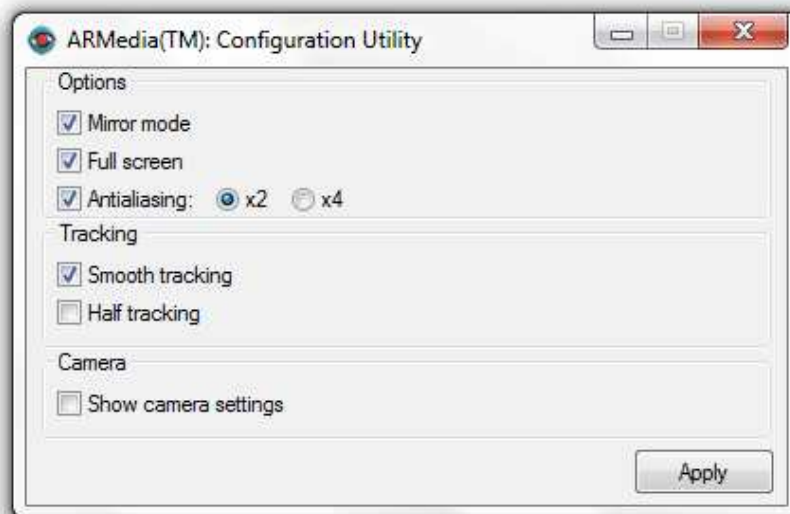 ARMedia(TM): Configuration Utility
Options
Mirror mode
Full screen
Antialiasing: x2 x4
Tracking
Smooth tracking
Half tracking
Camera
Show camera settings
Apply